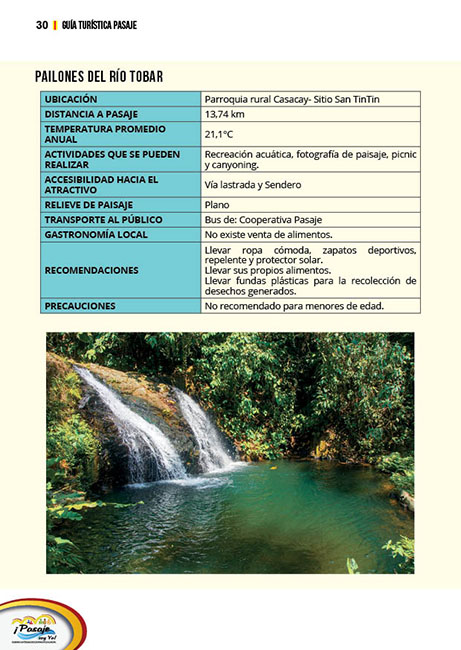 30 | GUÍA TURÍSTICA PASAJE
PAILONES DEL RÍO TOBAR
UBICACIÓN
Parroquia rural Casacay- Sitio San TinTin
DISTANCIA A PASAJE
13,74 km
TEMPERATURA PROMEDIO
ANUAL
21,1°C
ACTIVIDADES QUE SE PUEDEN
REALIZAR
Recreación acuática, fotografía de paisaje, picnic
y canyoning.
ACCESIBILIDAD HACIA EL
ATRACTIVO
Vía lastrada y Sendero
RELIEVE DE PAISAJE
Plano
TRANSPORTE AL PÚBLICO
Bus de: Cooperativa Pasaje
GASTRONOMÍA LOCAL
No existe venta de alimentos.
RECOMENDACIONES
Llevar ropa cómoda, zapatos deportivos,
repelente y protector solar.
Llevar sus propios alimentos.
Llevar fundas plásticas para la recolección de
desechos generados.
PRECAUCIONES
No recomendado para menores de edad.
¡Pasaje
soy Yo!